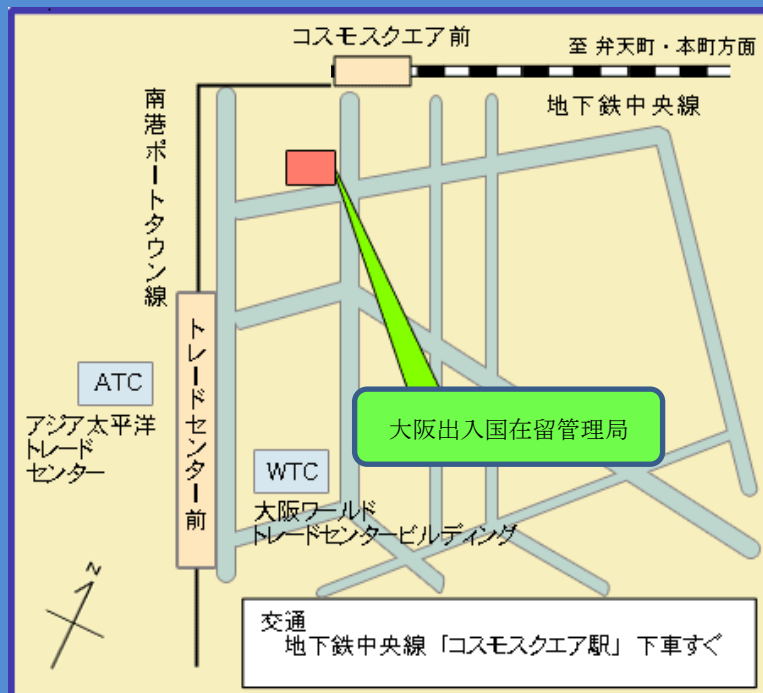 コスモスクエア前
至 弁天町・本町方面
地下鉄中央線
南港ポートタウン線
トレードセンター前
ATC
アジア太平洋
トレード
センター
大阪出入国在留管理局
WTC
大阪ワールド
トレードセンタービルディング
N
交通
地下鉄中央線「コスモスクエア駅」下車すぐ